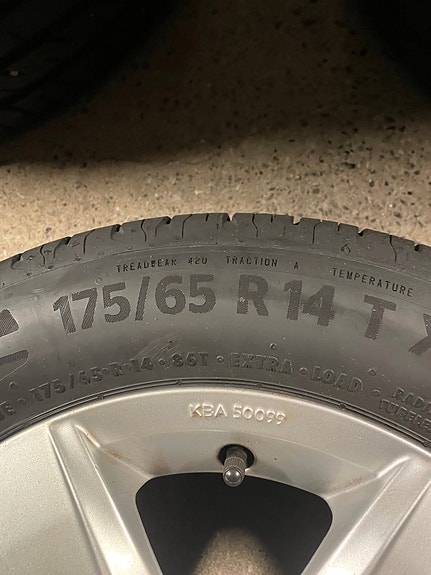 TREADWEAR 420 TRACTION A TEMPERATURE
175/65 R 14 T X
175/65 R 14 • 86T • EXTRA • LOAD
KBA 50099